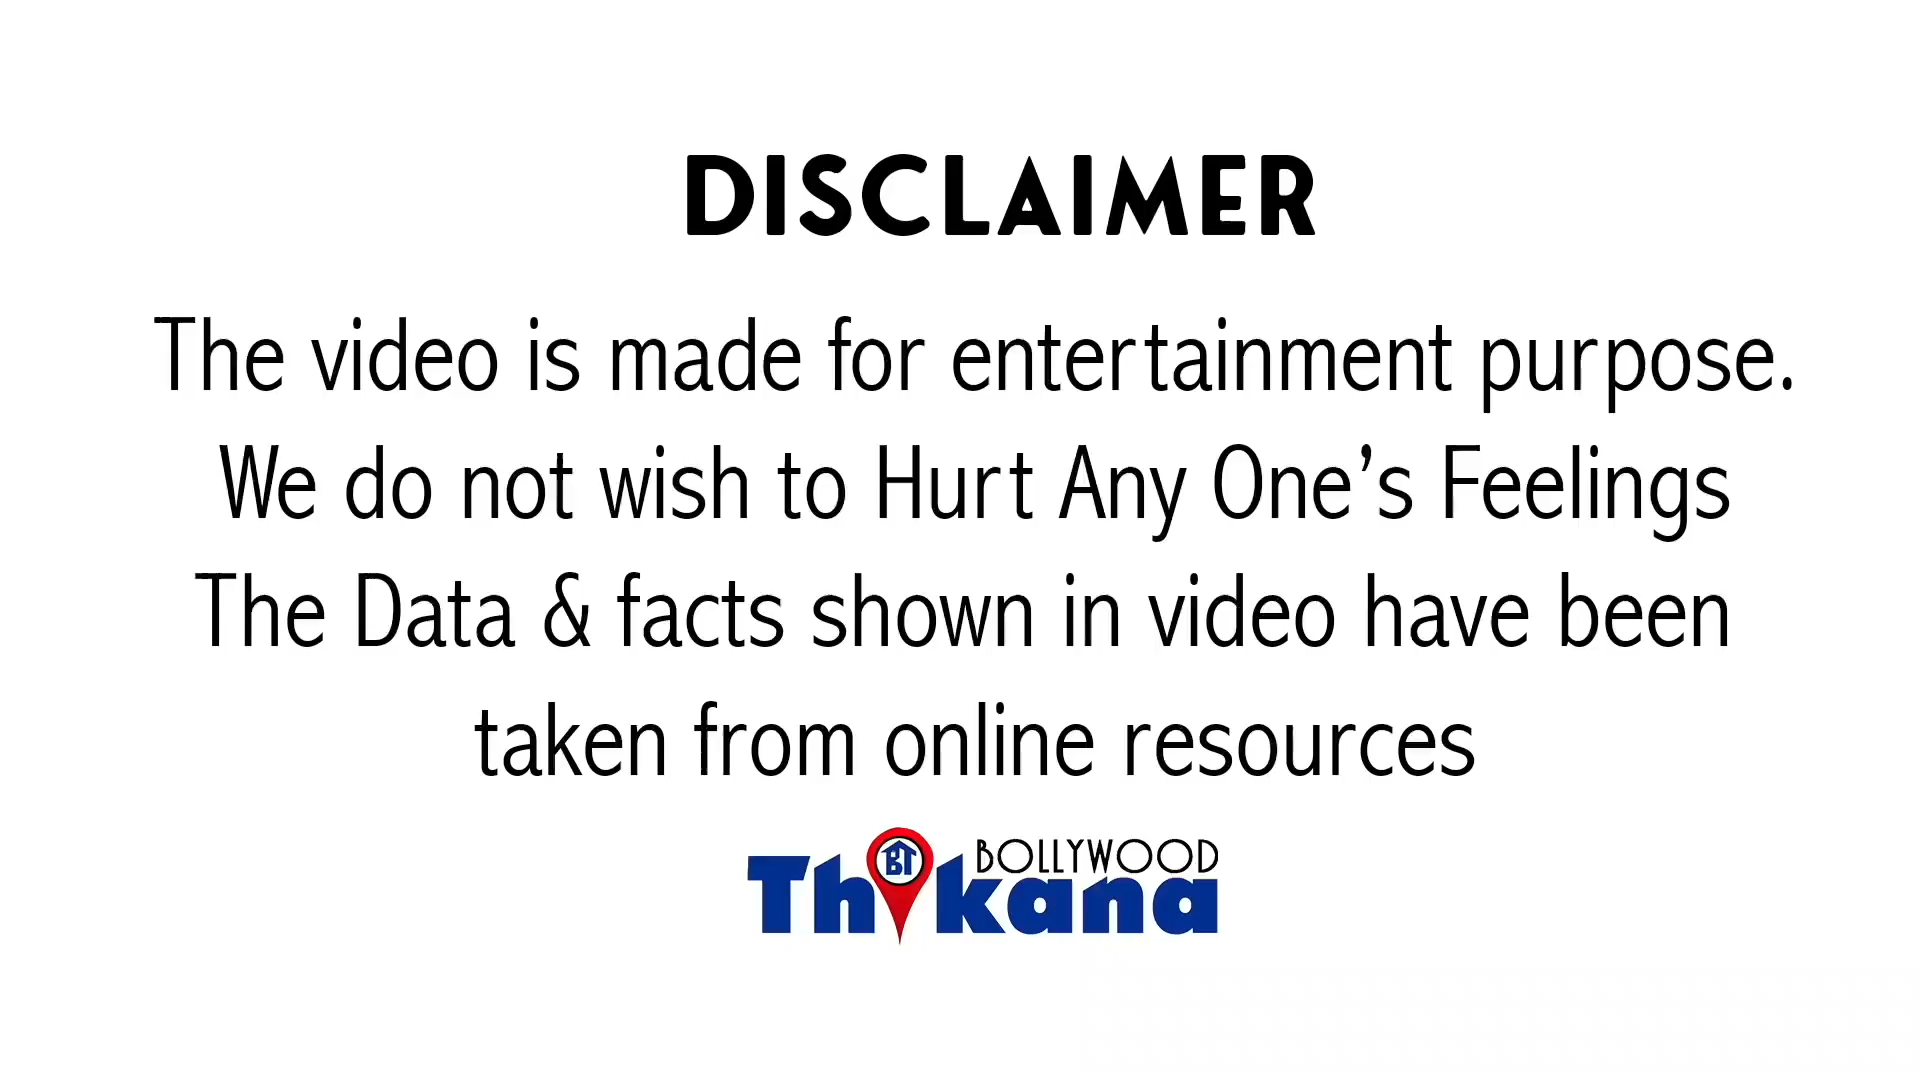 DISCLAIMER
The video is made for entertainment purpose.
We do not wish to Hurt Any One’s Feelings
The Data & facts shown in video have been
taken from online resources
BT
BOLLYWOOD
Thikana